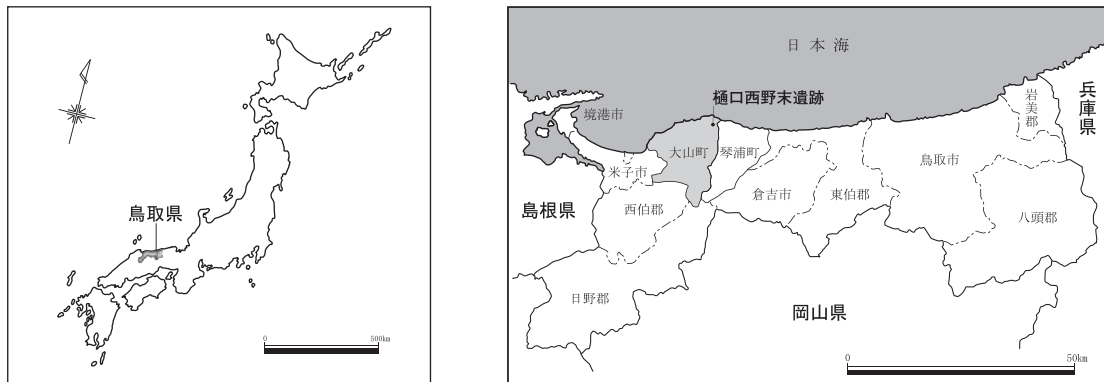 鳥取県
0
500km
日本海
兵庫県
岩美郡
樋口西野末遺跡
境港市
大山町
琴浦町
鳥取市
米子市
倉吉市
東伯郡
島根県
西伯郡
八頭郡
日野郡
岡山県
0
50km